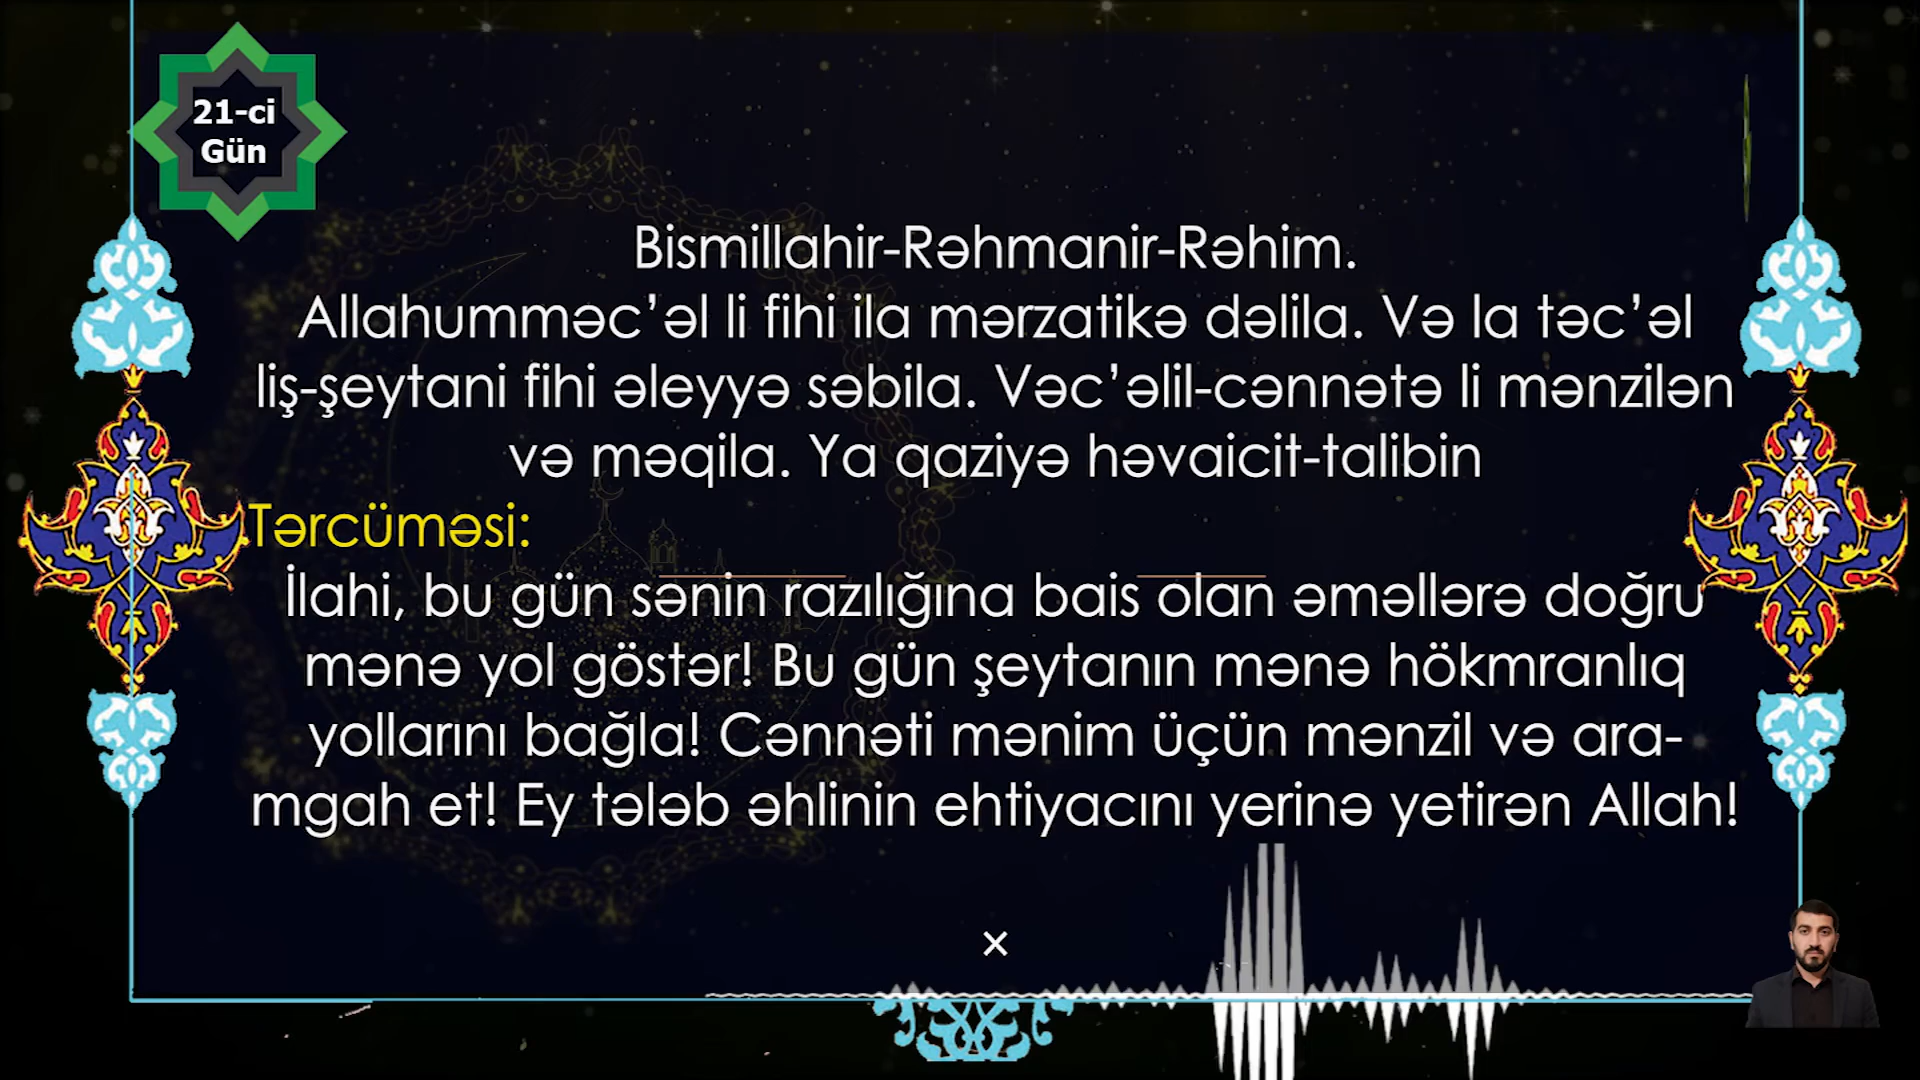 21-ci
Gün
Bismillahir-Rəhmanir-Rəhim.
Allahumməc’əl li fihi ila mərzatikə dəlila. Və la təc’əl
liş-şeytani fihi əleyyə səbila. Vəc’əlil-cənnətə li mənzilən
və məqila. Ya qaziyə həvaicit-talibin
Tərcüməsi:
İlahi, bu gün sənin razılığına bais olan əməllərə doğru
mənə yol göstər! Bu gün şeytanın mənə hökmranlıq
yollarını bağla! Cənnəti mənim üçün mənzil və ara-
mgah et! Ey tələb əhlinin ehtiyacını yerinə yetirən Allah!
×